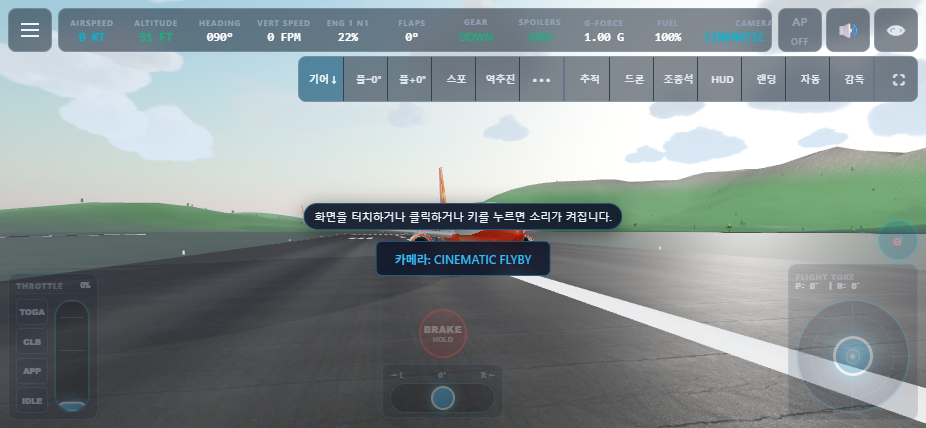 AIRSPEED ALTITUDE HEADING VERT SPEED ENG 1 N1 FLAPS GEAR SPOILERS G-FORCE FUEL CAMERA
0 KT 51 FT 090° 0 FPM 22% 0° DOWN ARM 1.00 G 100% CINEMATIC
AP
OFF
기어↓ 플−0° 플+0° 스포 역추진 ••• 추적 드론 조종석 HUD 랜딩 자동 감독
화면을 터치하거나 클릭하거나 키를 누르면 소리가 켜집니다.
카메라: CINEMATIC FLYBY
THROTTLE 0%
TOGA
CLB
APP
IDLE
BRAKE
HOLD
← L 0° R →
FLIGHT YOKE
P: 0° | R: 0°